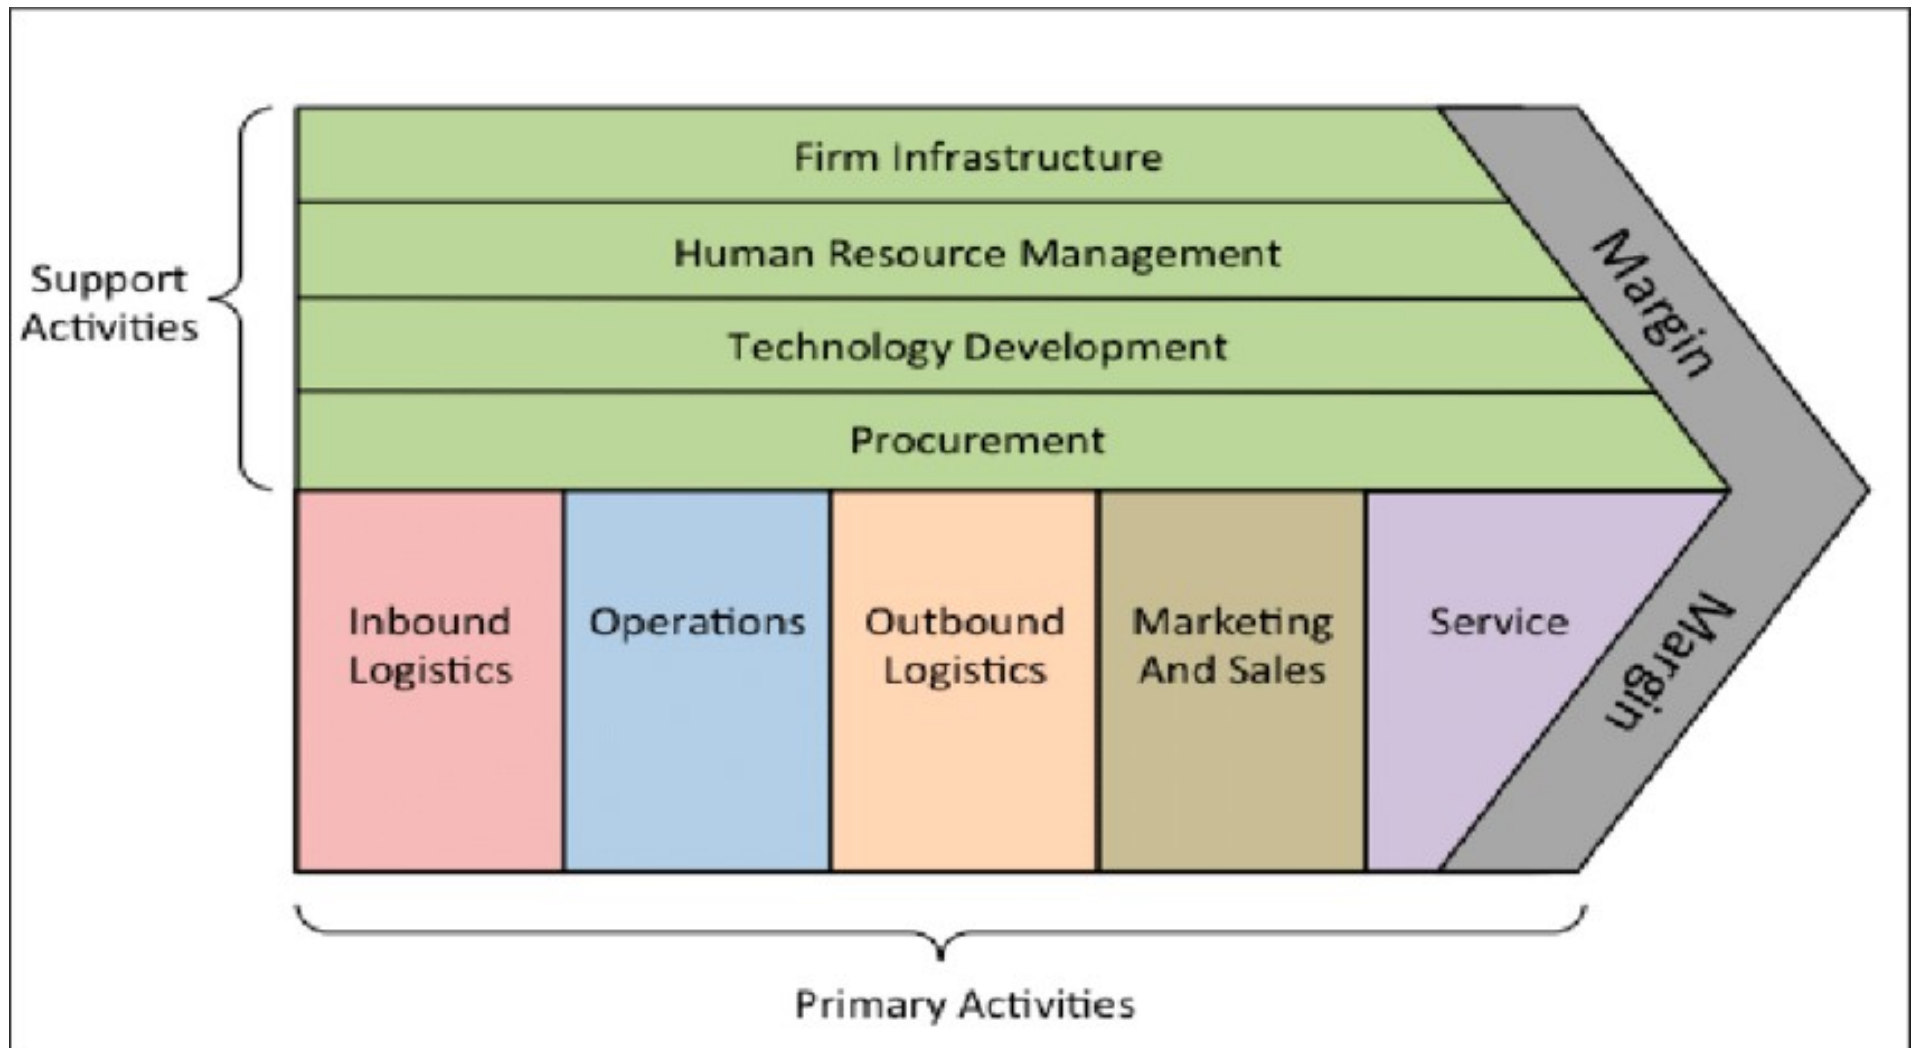 Support
Activities
Firm Infrastructure
Human Resource Management
Technology Development
Procurement
Margin
Inbound
Logistics
Operations
Outbound
Logistics
Marketing
And Sales
Service
Margin
Primary Activities